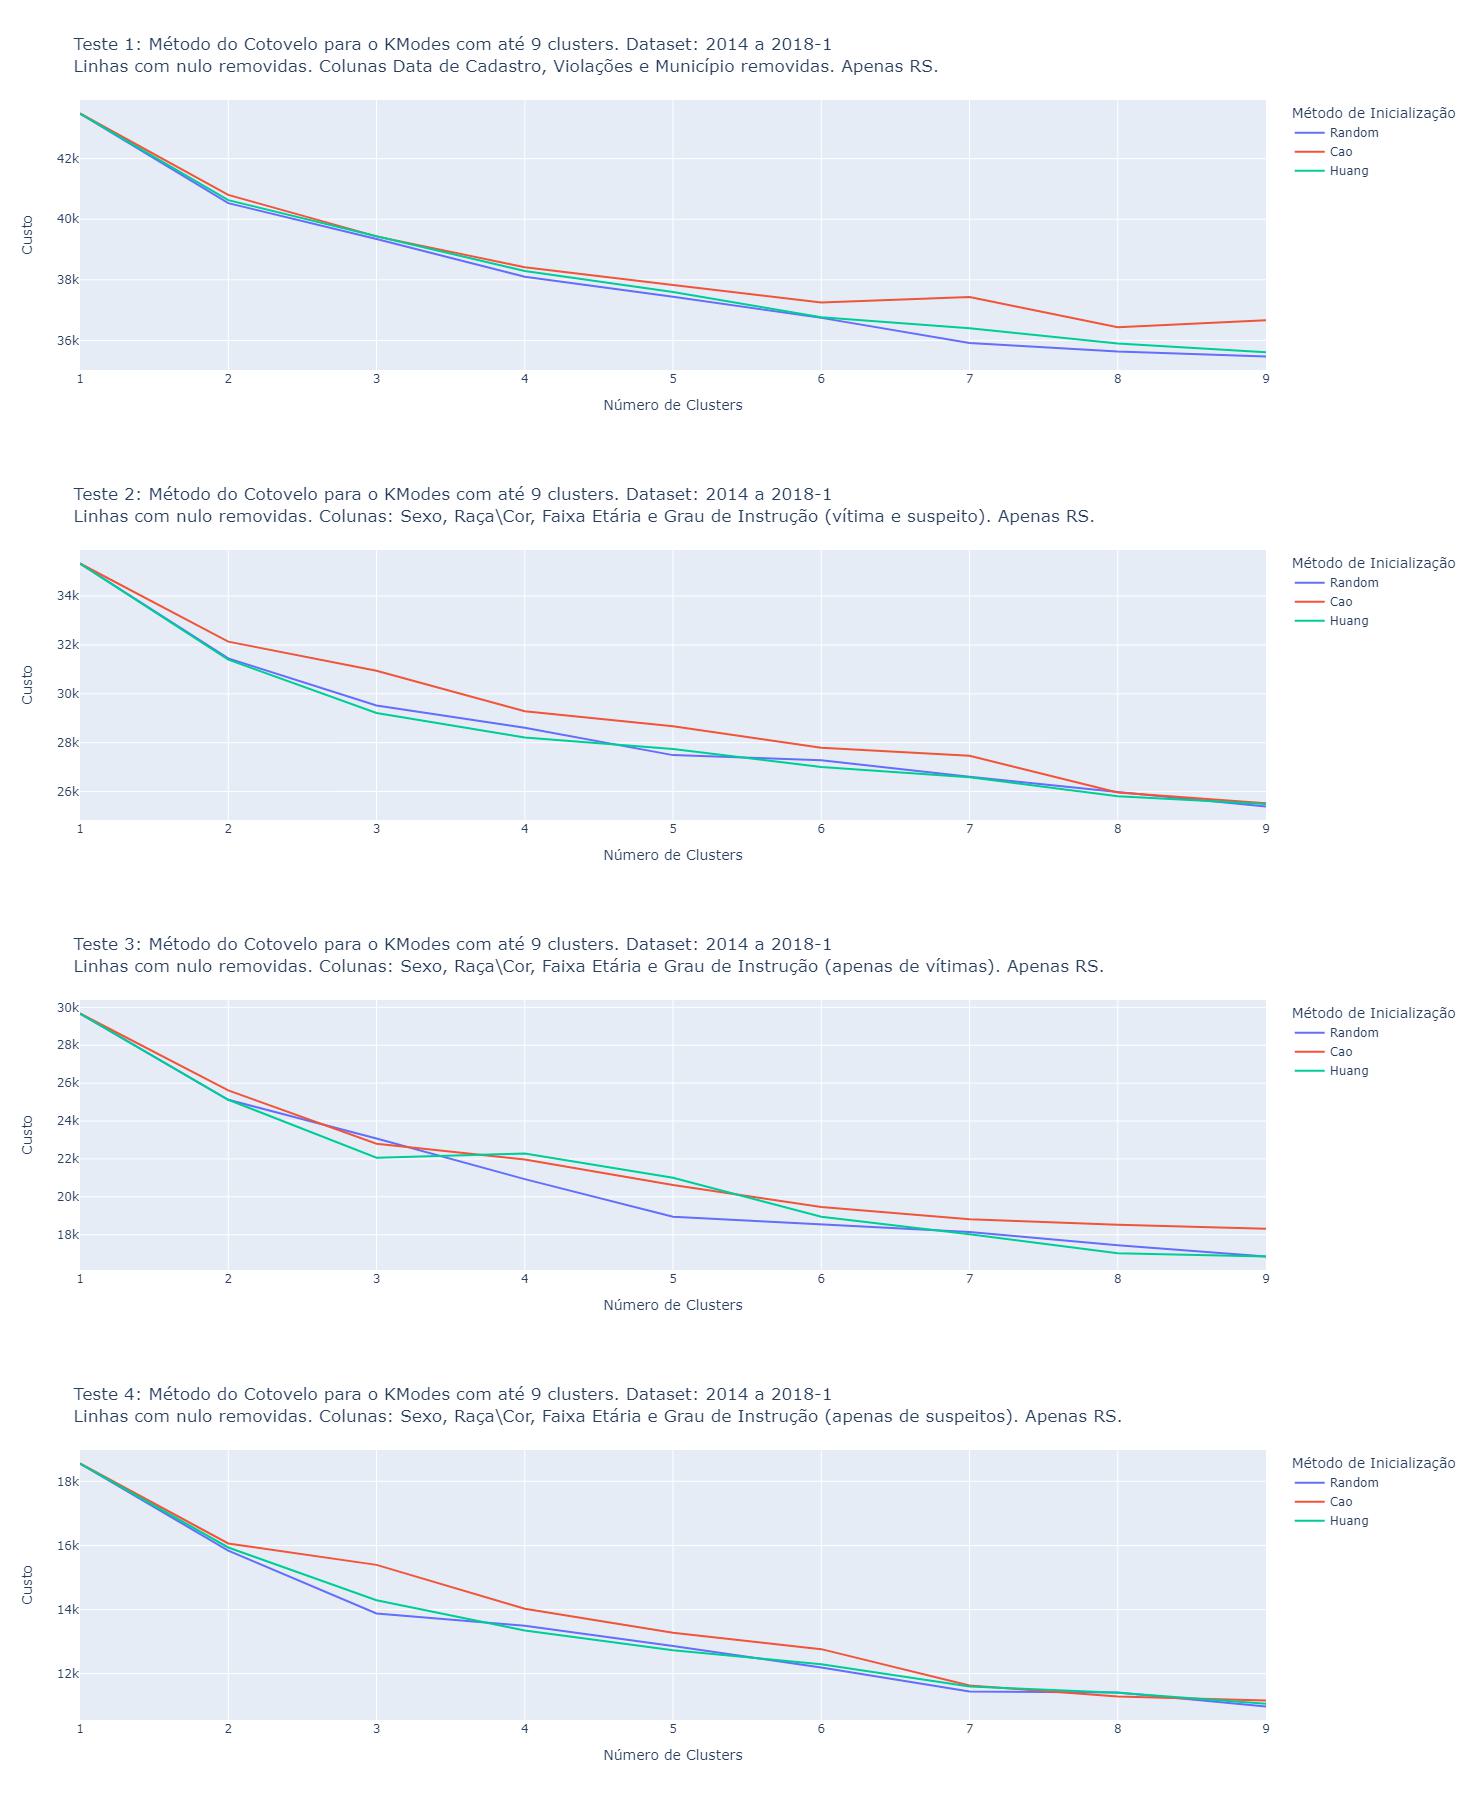 Teste 1: Método do Cotovelo para o KModes com até 9 clusters. Dataset: 2014 a 2018-1
Linhas com nulo removidas. Colunas Data de Cadastro, Violações e Município removidas. Apenas RS.
Método de Inicialização
Random
Cao
Huang
42k
40k
38k
36k
Custo
1 2 3 4 5 6 7 8 9
Número de Clusters
Teste 2: Método do Cotovelo para o KModes com até 9 clusters. Dataset: 2014 a 2018-1
Linhas com nulo removidas. Colunas: Sexo, Raça\Cor, Faixa Etária e Grau de Instrução (vítima e suspeito). Apenas RS.
Método de Inicialização
Random
Cao
Huang
34k
32k
30k
28k
26k
Custo
1 2 3 4 5 6 7 8 9
Número de Clusters
Teste 3: Método do Cotovelo para o KModes com até 9 clusters. Dataset: 2014 a 2018-1
Linhas com nulo removidas. Colunas: Sexo, Raça\Cor, Faixa Etária e Grau de Instrução (apenas de vítimas). Apenas RS.
Método de Inicialização
Random
Cao
Huang
30k
28k
26k
24k
22k
20k
18k
Custo
1 2 3 4 5 6 7 8 9
Número de Clusters
Teste 4: Método do Cotovelo para o KModes com até 9 clusters. Dataset: 2014 a 2018-1
Linhas com nulo removidas. Colunas: Sexo, Raça\Cor, Faixa Etária e Grau de Instrução (apenas de suspeitos). Apenas RS.
Método de Inicialização
Random
Cao
Huang
18k
16k
14k
12k
Custo
1 2 3 4 5 6 7 8 9
Número de Clusters